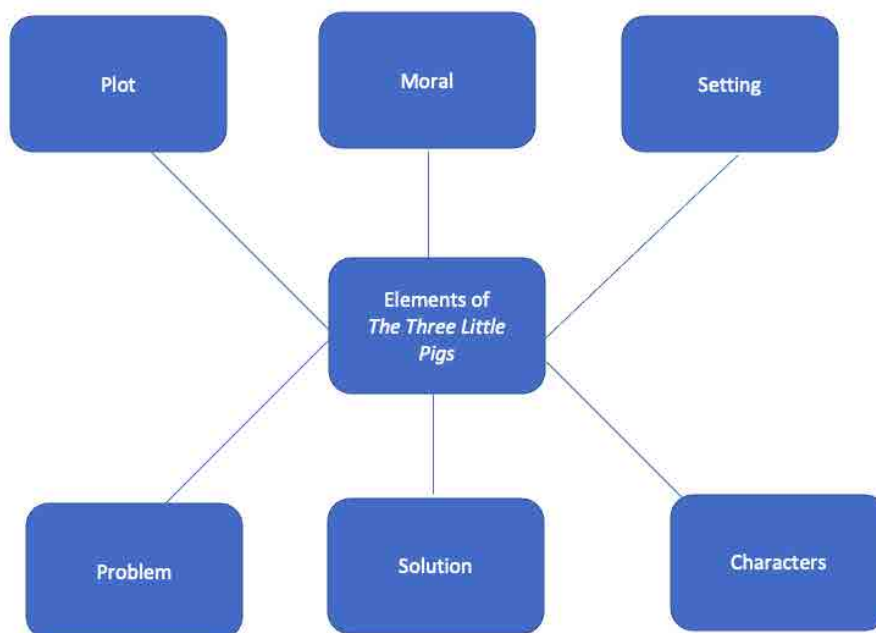 Plot
Moral
Setting
Elements of
The Three Little
Pigs
Problem
Solution
Characters